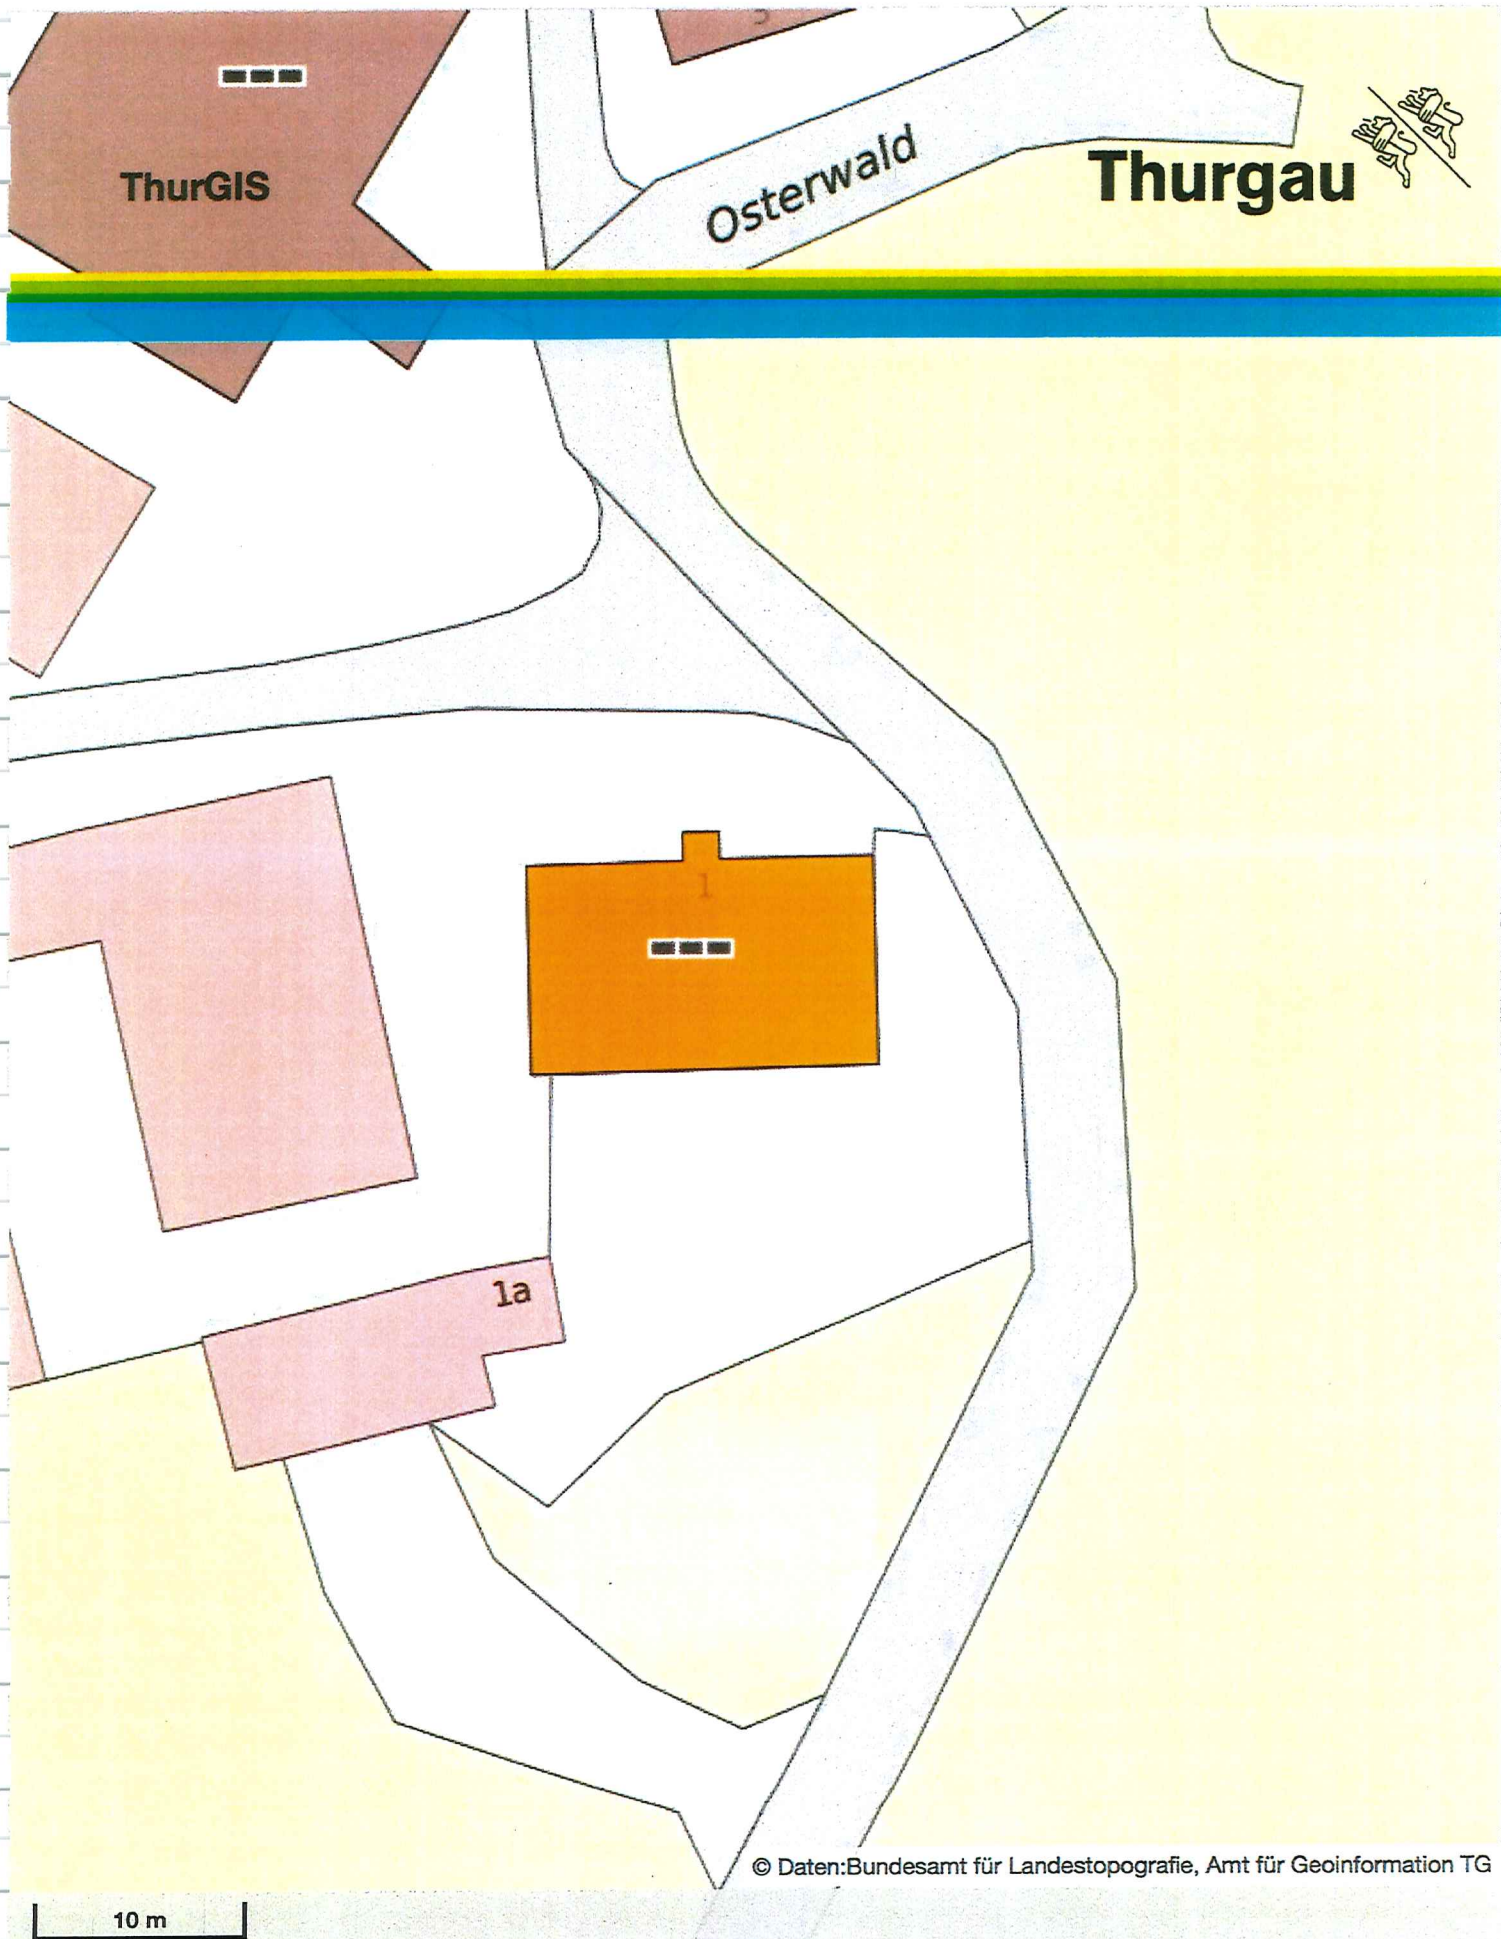 ThurGIS
Osterwald
Thurgau
1
1a
© Daten:Bundesamt für Landestopografie, Amt für Geoinformation TG
10 m